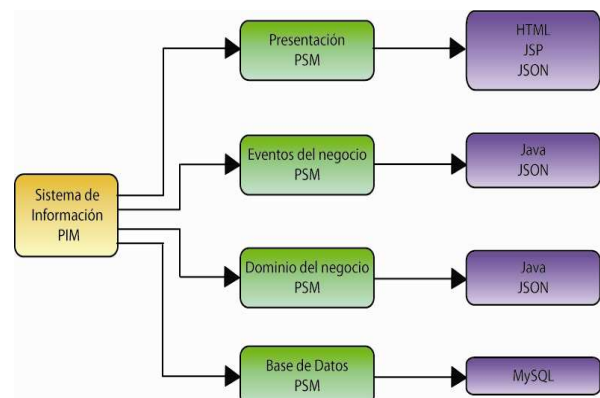 Presentación
PSM
HTML
JSP
JSON
Eventos del negocio
PSM
Java
JSON
Sistema de
Información
PIM
Dominio del negocio
PSM
Java
JSON
Base de Datos
PSM
MySQL